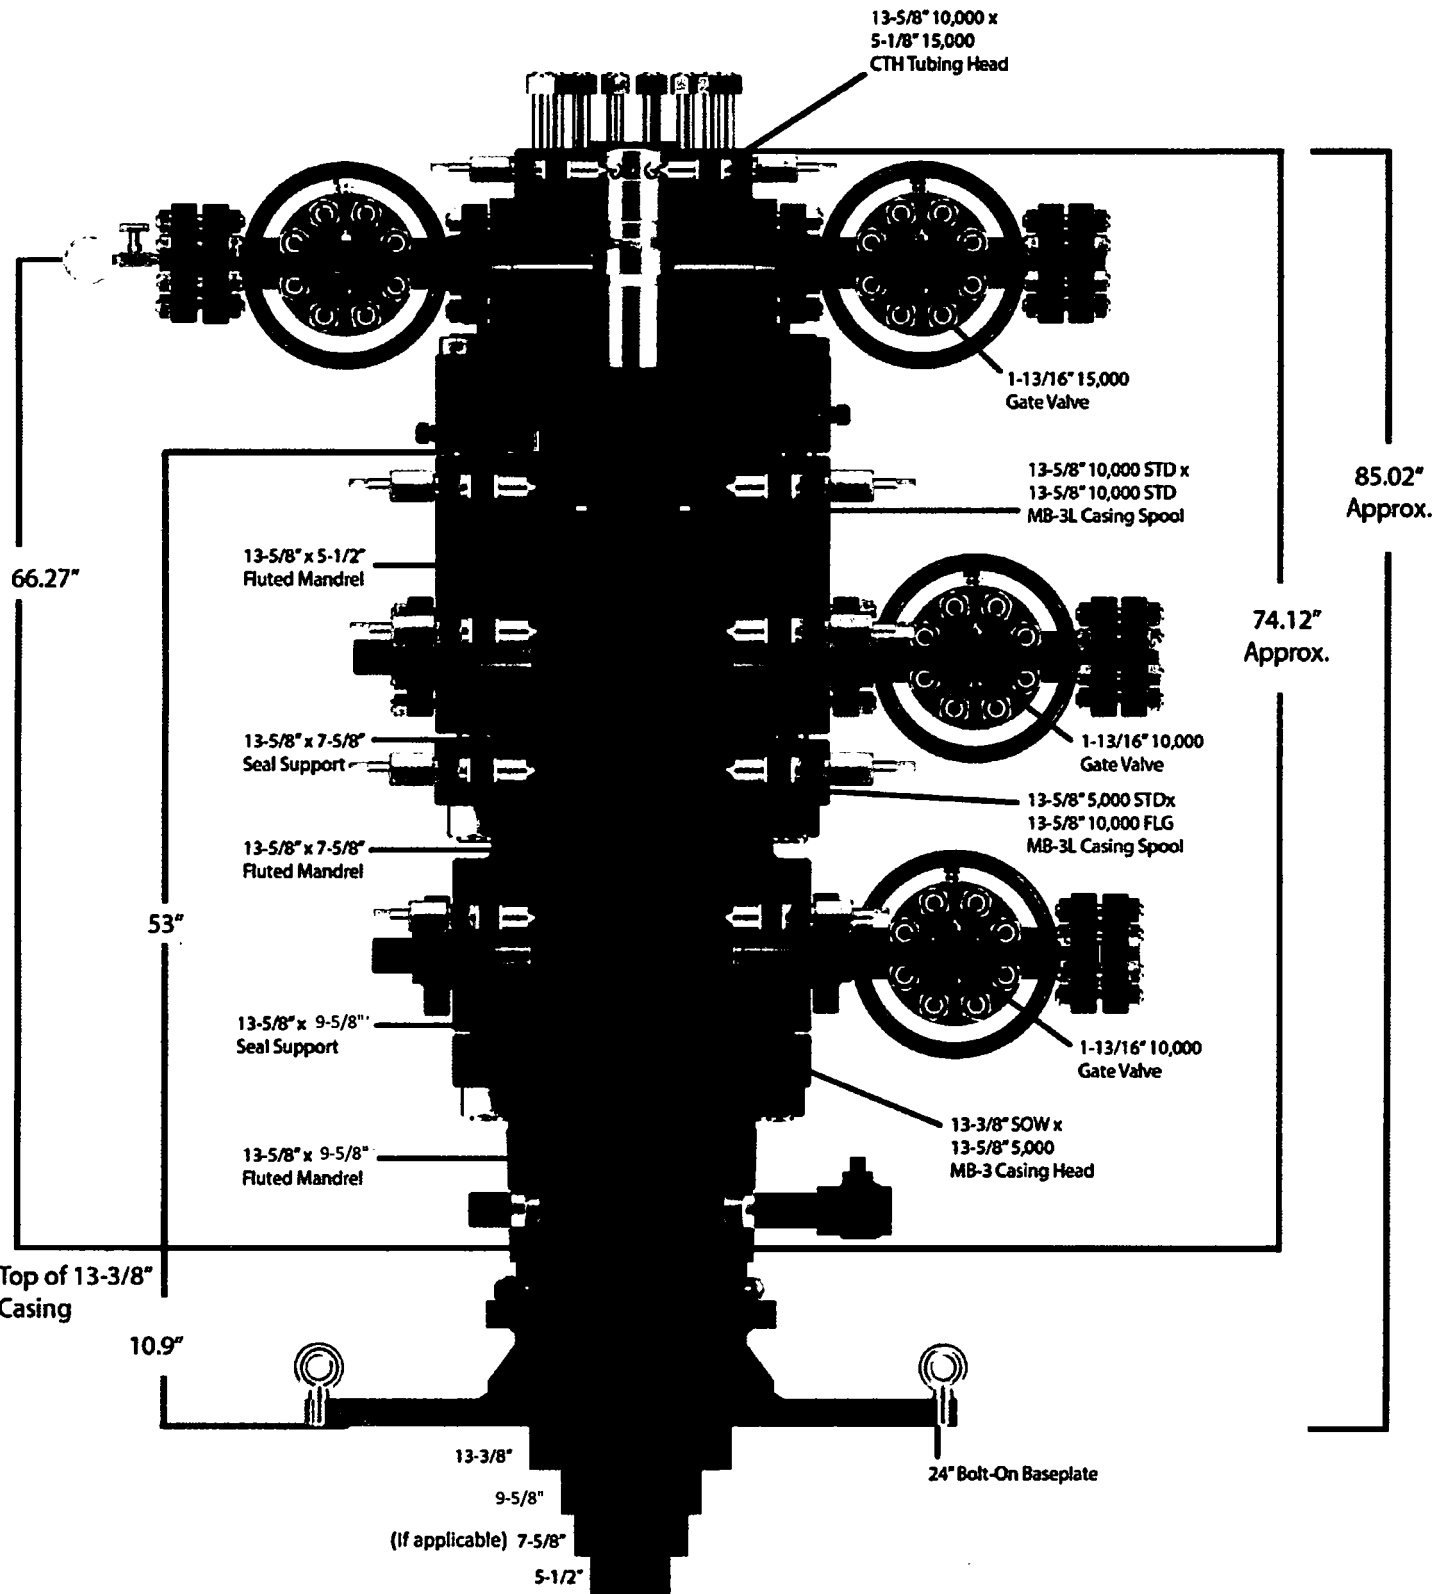 13-5/8" 10,000 x
5-1/8" 15,000
CTH Tubing Head
1-13/16" 15,000
Gate Valve
13-5/8" 10,000 STD x
13-5/8" 10,000 STD
MB-3L Casing Spool
85.02"
Approx.
13-5/8" x 5-1/2"
Fluted Mandrel
66.27"
74.12"
Approx.
13-5/8" x 7-5/8"
Seal Support
1-13/16" 10,000
Gate Valve
13-5/8" 5,000 STDx
13-5/8" 10,000 FLG
MB-3L Casing Spool
13-5/8" x 7-5/8"
Fluted Mandrel
53"
13-5/8" x 9-5/8"
Seal Support
1-13/16" 10,000
Gate Valve
13-3/8" SOW x
13-5/8" 5,000
MB-3 Casing Head
13-5/8" x 9-5/8"
Fluted Mandrel
Top of 13-3/8"
Casing
10.9"
13-3/8"
24" Bolt-On Baseplate
9-5/8"
(If applicable) 7-5/8"
5-1/2"